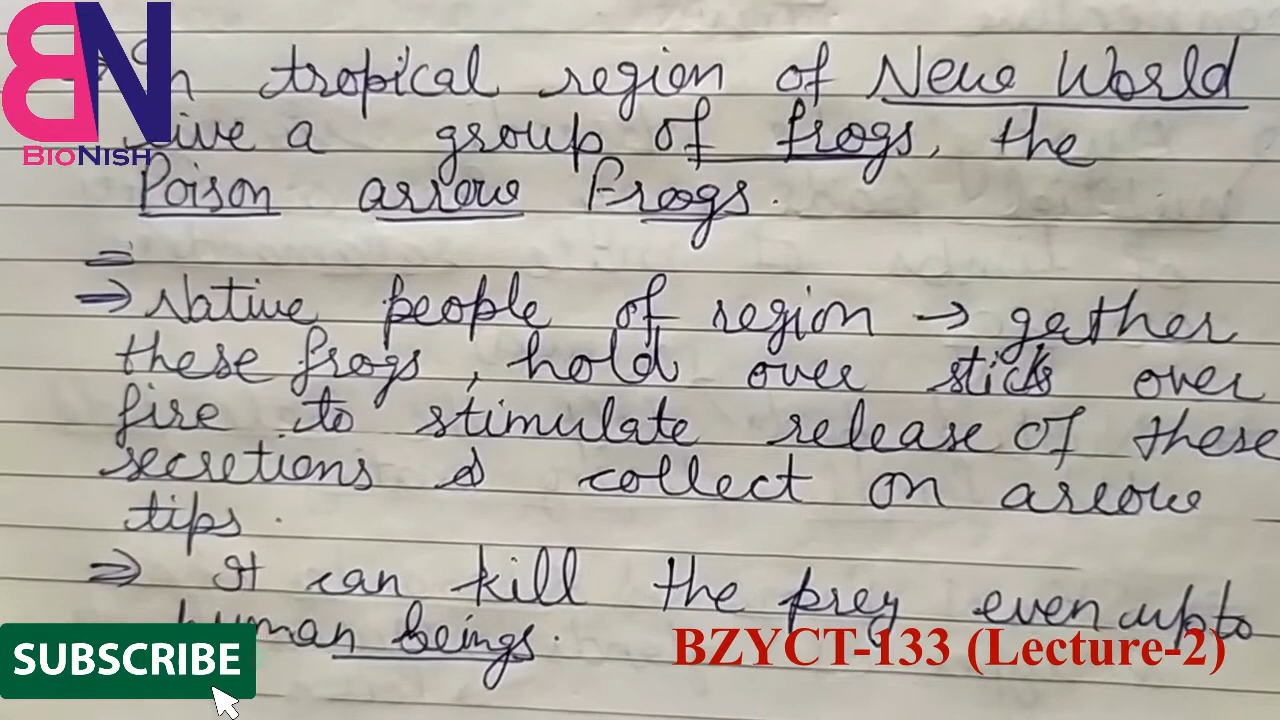 BN
BIONISH
⇒ In tropical region of New World
live a group of frogs, the
Poison arrow Frogs.
⇒ Native people of region → gather
these frogs, hold over sticks over
fire to stimulate release of these
secretions & collect on arrow
tips.
⇒ It can kill the prey even upto
human beings.
SUBSCRIBE
BZYCT-133 (Lecture-2)